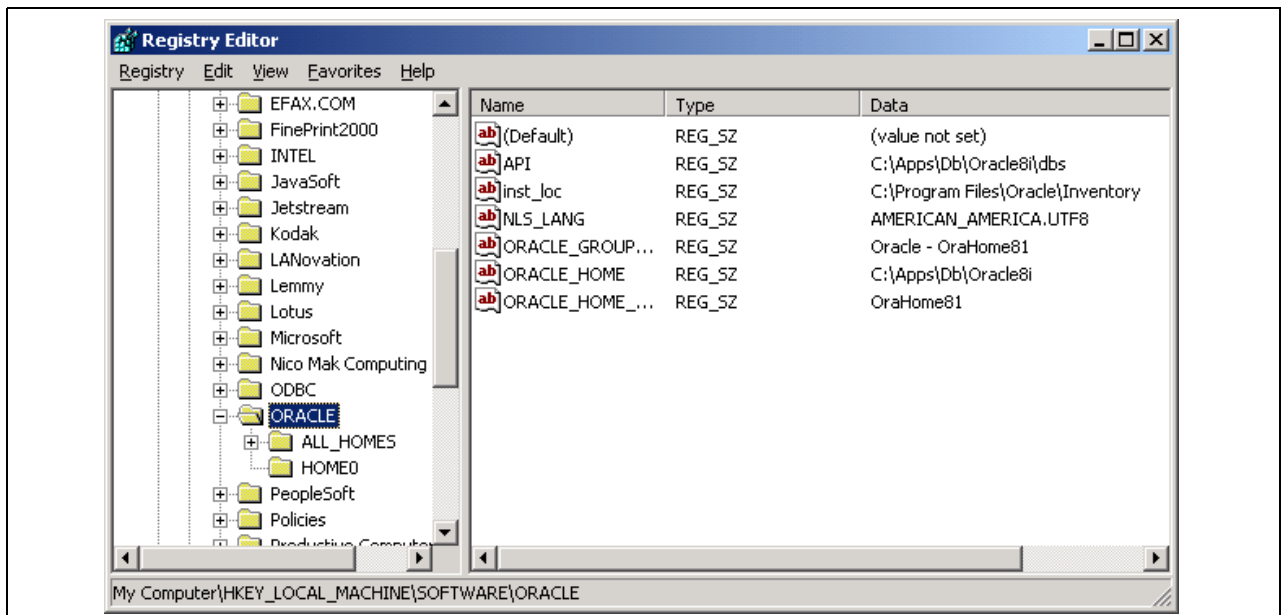 Registry Editor
Registry Edit View Favorites Help
EFAX.COM
FinePrint2000
INTEL
JavaSoft
Jetstream
Kodak
LANovation
Lemmy
Lotus
Microsoft
Nico Mak Computing
ODBC
ORACLE
ALL_HOMES
HOME0
PeopleSoft
Policies
Name Type Data
(Default) REG_SZ (value not set)
API REG_SZ C:\Apps\Db\Oracle8i\dbs
inst_loc REG_SZ C:\Program Files\Oracle\Inventory
NLS_LANG REG_SZ AMERICAN_AMERICA.UTF8
ORACLE_GROUP... REG_SZ Oracle - OraHome81
ORACLE_HOME REG_SZ C:\Apps\Db\Oracle8i
ORACLE_HOME_... REG_SZ OraHome81
My Computer\HKEY_LOCAL_MACHINE\SOFTWARE\ORACLE